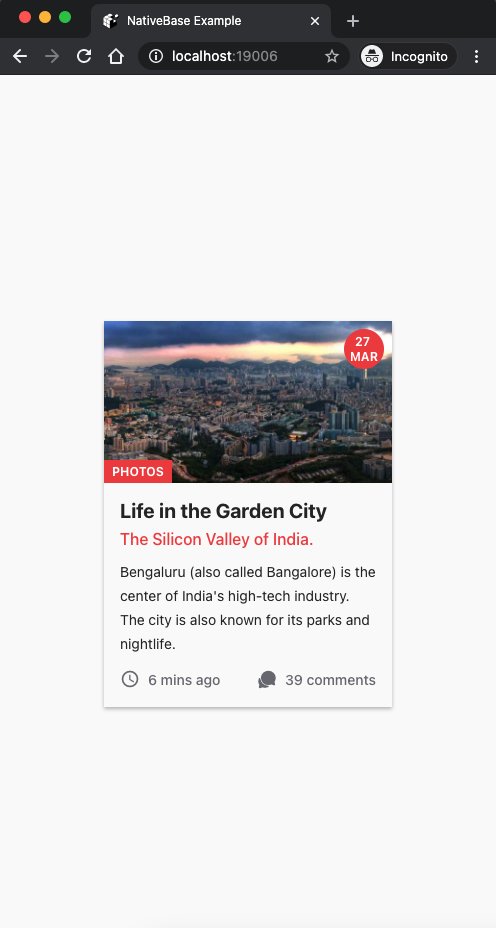 NativeBase Example
localhost:19006
Incognito
27
MAR
PHOTOS
Life in the Garden City
The Silicon Valley of India.
Bengaluru (also called Bangalore) is the
center of India's high-tech industry.
The city is also known for its parks and
nightlife.
6 mins ago
39 comments